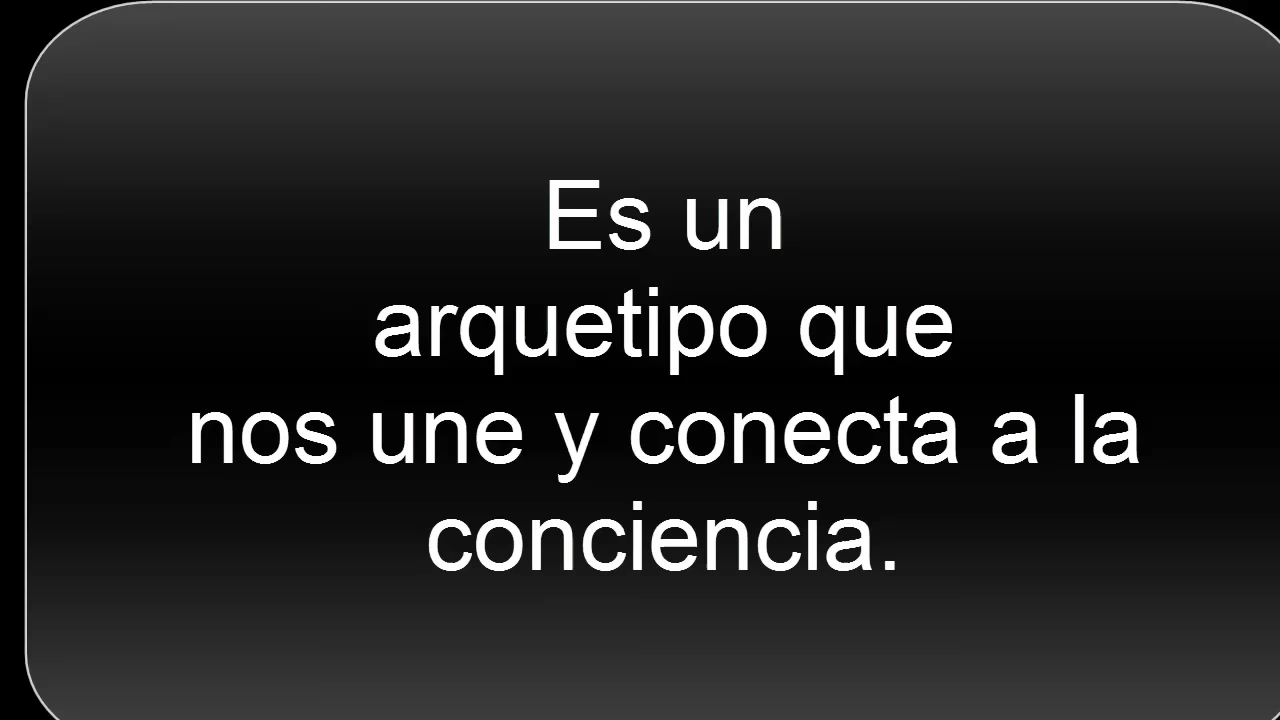 Es un
arquetipo que
nos une y conecta a la
conciencia.